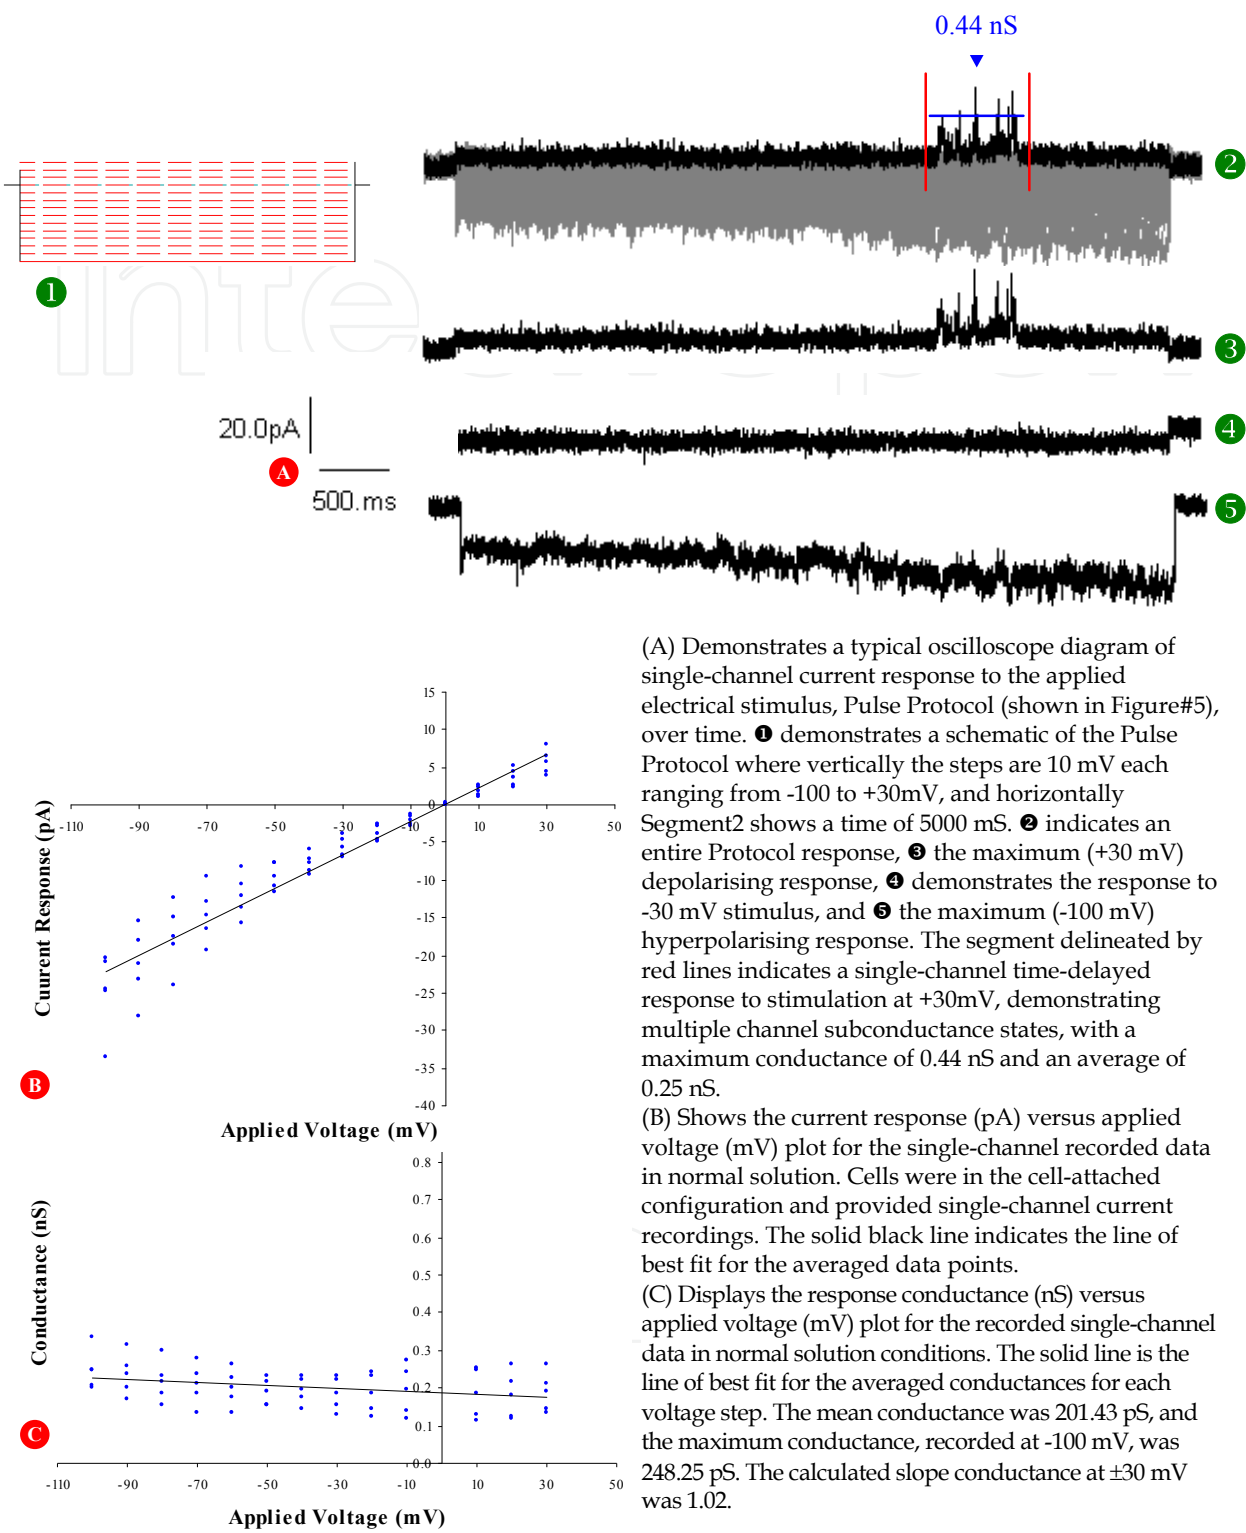 0.44 nS
2
1
3
20.0pA
4
A
500.ms
5
(A) Demonstrates a typical oscilloscope diagram of
single-channel current response to the applied
electrical stimulus, Pulse Protocol (shown in Figure#5),
over time. ❶ demonstrates a schematic of the Pulse
Protocol where vertically the steps are 10 mV each
ranging from -100 to +30mV, and horizontally
Segment2 shows a time of 5000 mS. ❷ indicates an
entire Protocol response, ❸ the maximum (+30 mV)
depolarising response, ❹ demonstrates the response to
-30 mV stimulus, and ❺ the maximum (-100 mV)
hyperpolarising response. The segment delineated by
red lines indicates a single-channel time-delayed
response to stimulation at +30mV, demonstrating
multiple channel subconductance states, with a
maximum conductance of 0.44 nS and an average of
0.25 nS.
(B) Shows the current response (pA) versus applied
voltage (mV) plot for the single-channel recorded data
in normal solution. Cells were in the cell-attached
configuration and provided single-channel current
recordings. The solid black line indicates the line of
best fit for the averaged data points.
(C) Displays the response conductance (nS) versus
applied voltage (mV) plot for the recorded single-channel
data in normal solution conditions. The solid line is the
line of best fit for the averaged conductances for each
voltage step. The mean conductance was 201.43 pS, and
the maximum conductance, recorded at -100 mV, was
248.25 pS. The calculated slope conductance at ±30 mV
was 1.02.
Cuurent Response (pA)
15
10
5
0
-5
-10
-15
-20
-25
-30
-35
-40
-110 -90 -70 -50 -30 -10 10 30 50
B
Applied Voltage (mV)
Conductance (nS)
0.8
0.7
0.6
0.5
0.4
0.3
0.2
0.1
0.0
C
-110 -90 -70 -50 -30 -10 10 30 50
Applied Voltage (mV)